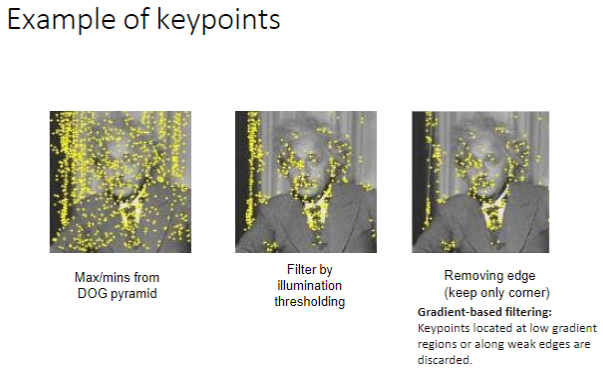 Example of keypoints
Max/mins from
DOG pyramid
Filter by
illumination
thresholding
Removing edge
(keep only corner)
Gradient-based filtering:
Keypoints located at low gradient
regions or along weak edges are
discarded.